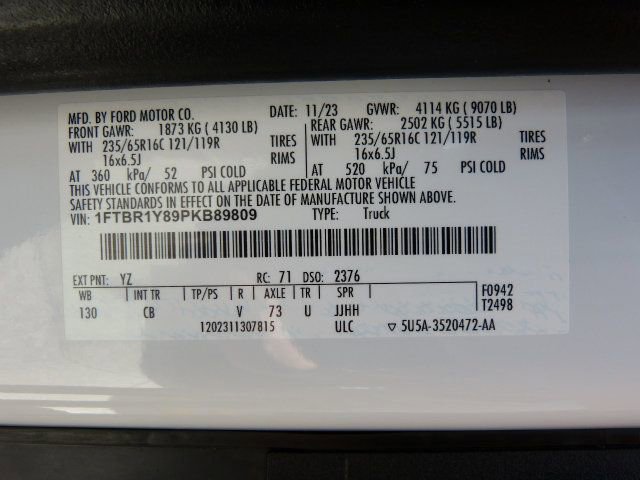 MFD. BY FORD MOTOR CO. DATE: 11/23 GVWR: 4114 KG ( 9070 LB)
FRONT GAWR: 1873 KG ( 4130 LB) REAR GAWR: 2502 KG ( 5515 LB)
WITH 235/65R16C 121/119R TIRES WITH 235/65R16C 121/119R TIRES
16x6.5J RIMS 16x6.5J RIMS
AT 360 kPa/ 52 PSI COLD AT 520 kPa/ 75 PSI COLD
THIS VEHICLE CONFORMS TO ALL APPLICABLE FEDERAL MOTOR VEHICLE
SAFETY STANDARDS IN EFFECT ON THE DATE OF MANUFACTURE SHOWN ABOVE.
VIN: 1FTBR1Y89PKB89809 TYPE: Truck
EXT PNT: YZ RC: 71 DSO: 2376
WB INT TR TP/PS R AXLE TR SPR F0942
130 CB V 73 U JJHH T2498
1202311307815 ULC ▽ 5U5A-3520472-AA